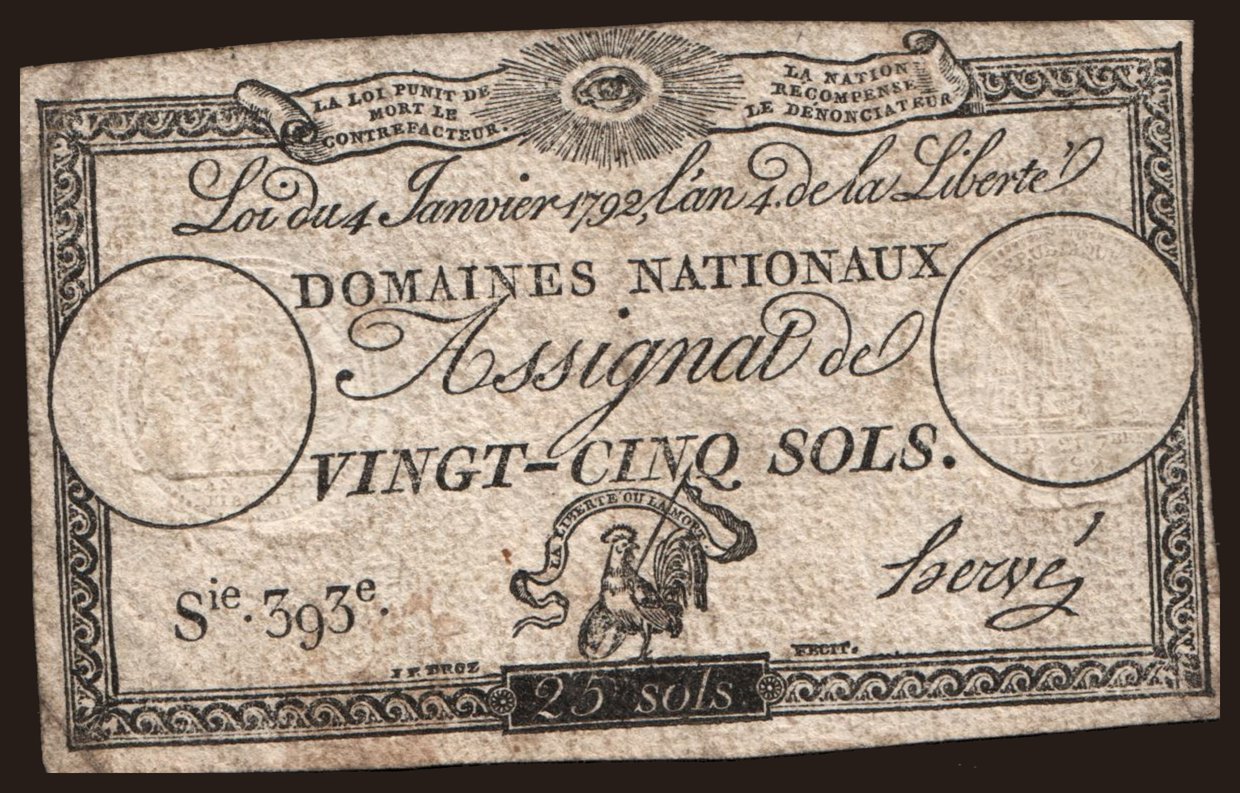 LA LOI PUNIT DE
MORT LE
CONTREFACTEUR.
LA NATION
RECOMPENSE
LE DÉNONCIATEUR
Loi du 4 Janvier 1792, l'an 4. de la Liberté
DOMAINES NATIONAUX
Assignat de
VINGT-CINQ SOLS.
LA LIBERTÉ OU LA MORT.
hervé
Sie. 393e.
FECIT.
25 sols